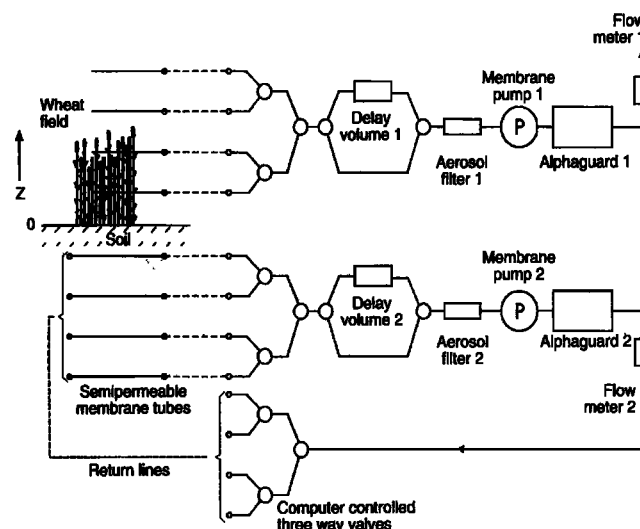 Flow
meter 1
Membrane
pump 1
Wheat
field
Delay
volume 1
P
Aerosol
filter 1
Alphaguard 1
Z
0
Soil
Membrane
pump 2
Delay
volume 2
P
Aerosol
filter 2
Alphaguard 2
Semipermeable
membrane tubes
Flow
meter 2
Return lines
Computer controlled
three way valves